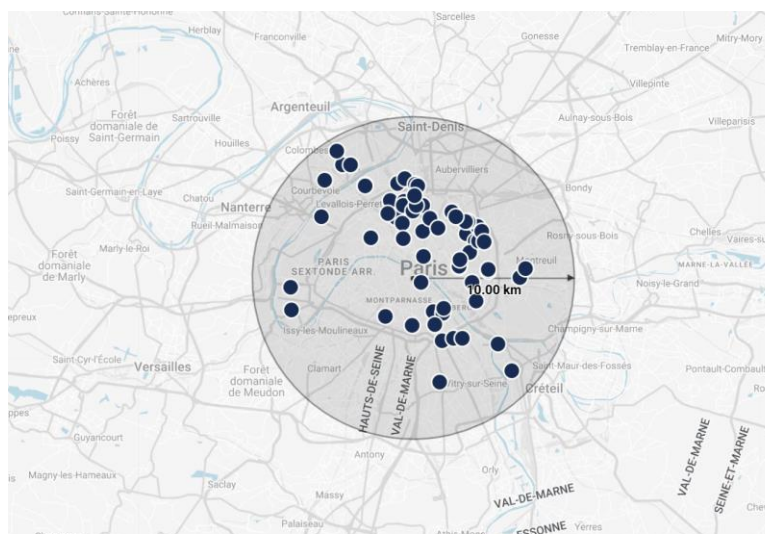 Sarcelles
Herblay
Franconville
Gonesse
Mitry-Mory
Tremblay-en-France
Achères
Villepinte
Sartrouville
Argenteuil
Forêt
domaniale de
Saint-Germain
Saint-Denis
Aulnay-sous-Bois
Villeparisis
Poissy
Houilles
Colombes
Aubervilliers
Courbevoie
Bondy
Saint-Germain-en-Laye
Chatou
Nanterre
Levallois-Perret
Rueil-Malmaison
Rosny-sous-Bois
Chelles
Marly-le-Roi
Vaires-sur
Forêt
domaniale
de Marly
PARIS
SEXTONDE ARR.
Paris
Montreuil
MARNE-LA-VALLÉE
10.00 km
Noisy-le-Grand
MONTPARNASSE
Issy-les-Moulineaux
Champigny-sur-Marne
Saint-Cyr-l'École
Versailles
Forêt
domaniale
de Meudon
Clamart
HAUTS-DE-SEINE
VAL-DE-MARNE
Vitry-sur-Seine
Créteil
Saint-Maur-des-Fossés
Pontault-Combault
Guyancourt
Antony
VAL-DE-MARNE
SEINE-ET-MARNE
Magny-les-Hameaux
Saclay
Orly
Massy
VAL-DE-MARNE
Palaiseau
ESSONNE
Yerres